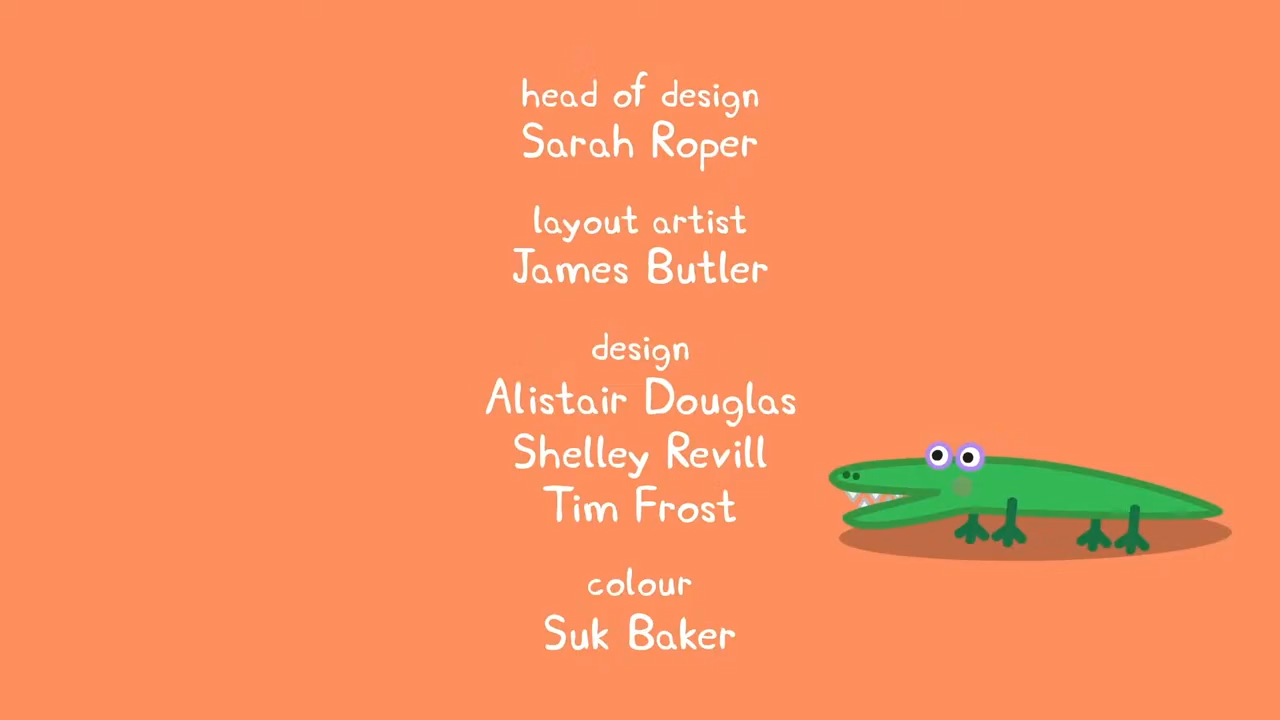 head of design
Sarah Roper
layout artist
James Butler
design
Alistair Douglas
Shelley Revill
Tim Frost
colour
Suk Baker